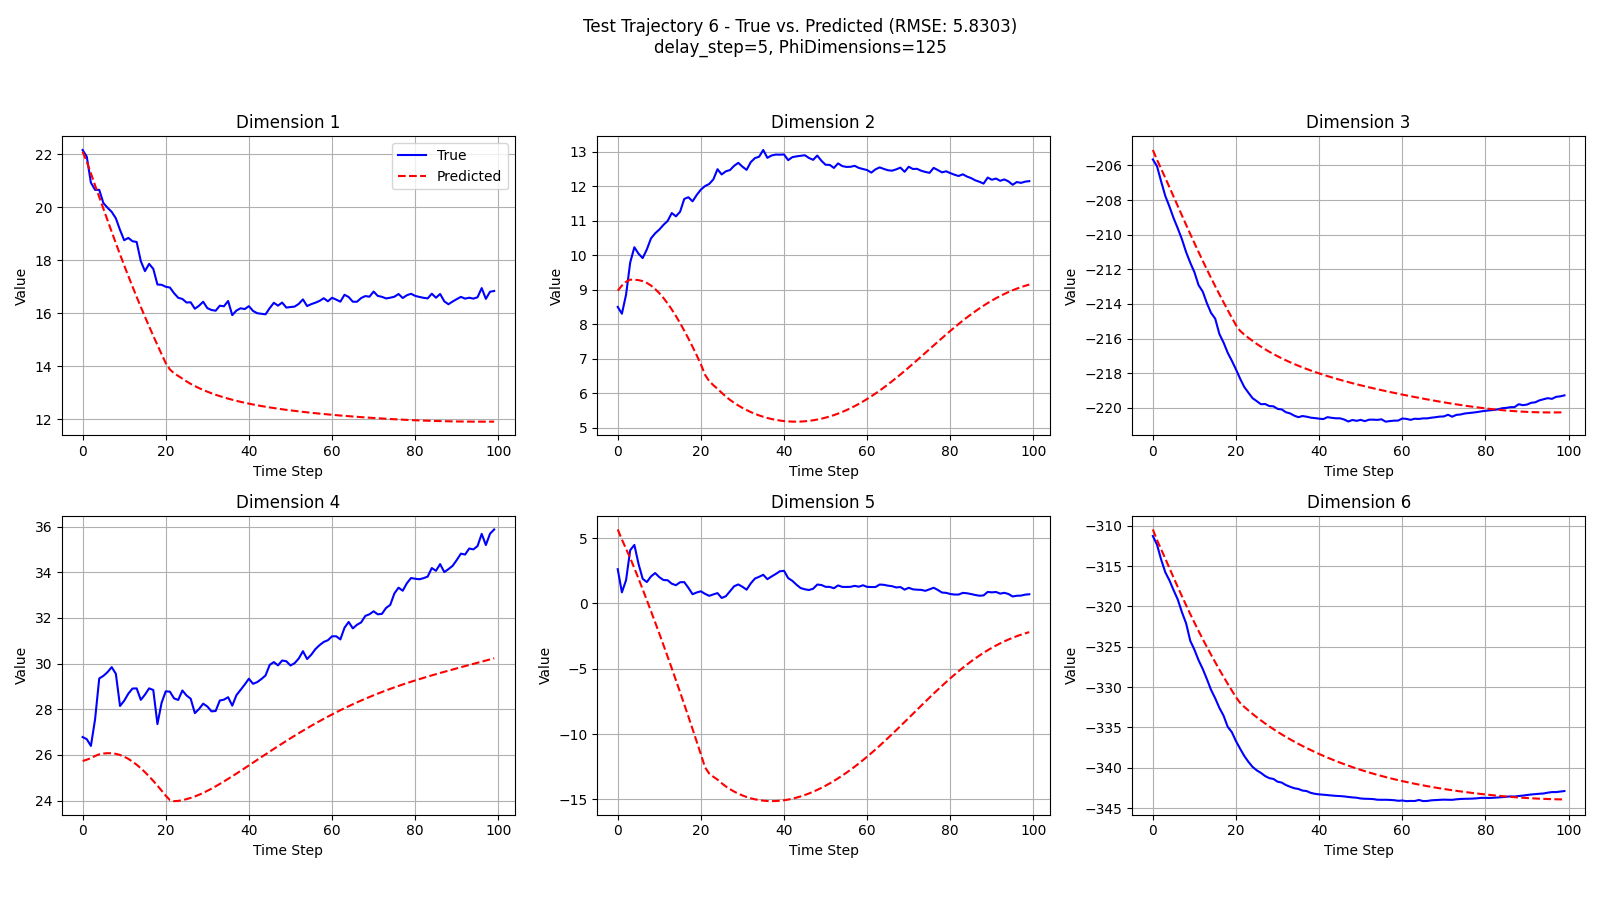 Test Trajectory 6 - True vs. Predicted (RMSE: 5.8303)
delay_step=5, PhiDimensions=125
Dimension 1
Value
22
20
18
16
14
12
0 20 40 60 80 100
Time Step
True
Predicted
Dimension 2
Value
13
12
11
10
9
8
7
6
5
0 20 40 60 80 100
Time Step
Dimension 3
Value
−206
−208
−210
−212
−214
−216
−218
−220
0 20 40 60 80 100
Time Step
Dimension 4
Value
36
34
32
30
28
26
24
0 20 40 60 80 100
Time Step
Dimension 5
Value
5
0
−5
−10
−15
0 20 40 60 80 100
Time Step
Dimension 6
Value
−310
−315
−320
−325
−330
−335
−340
−345
0 20 40 60 80 100
Time Step